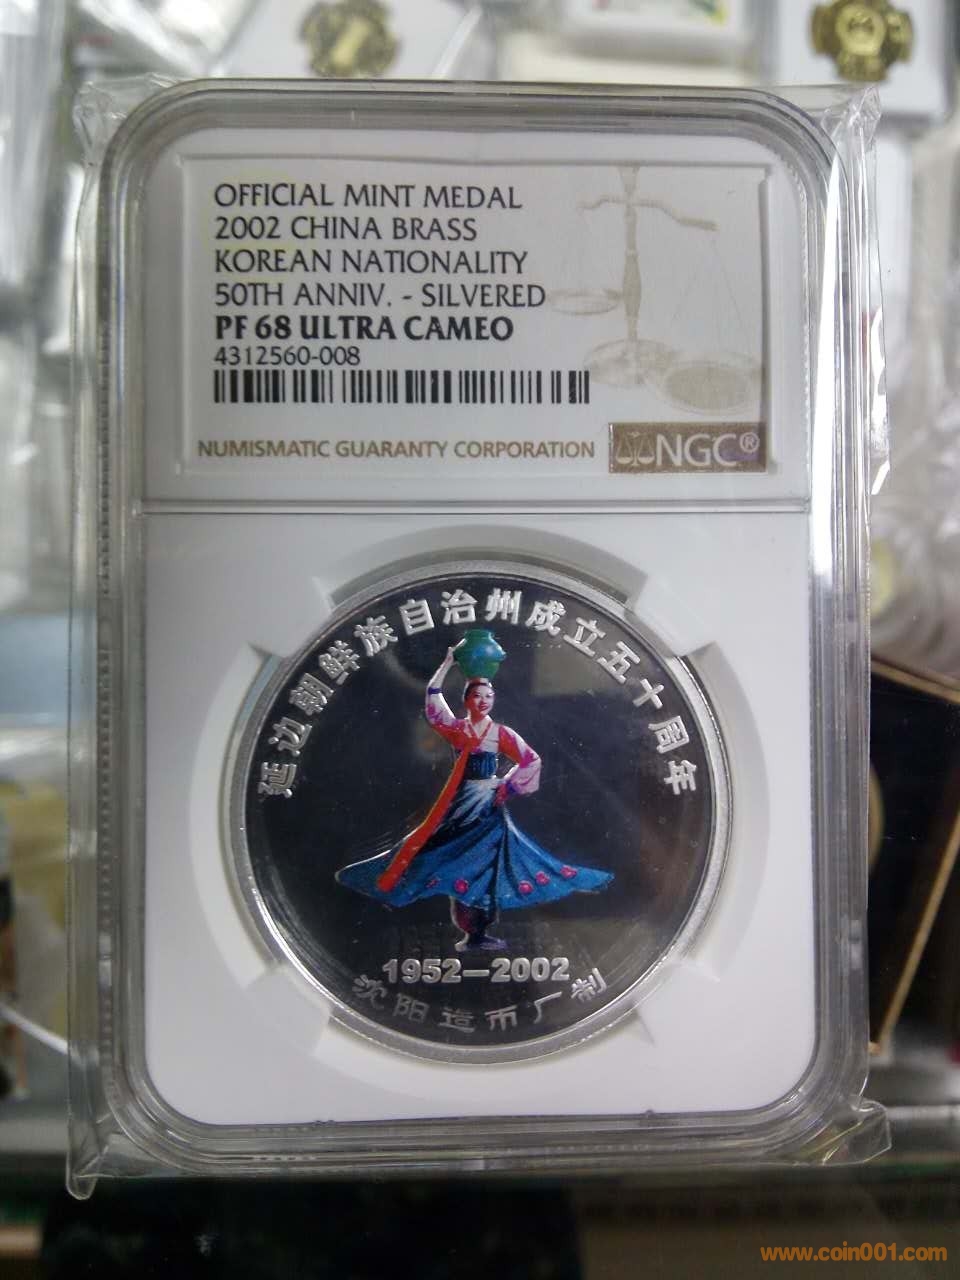 OFFICIAL MINT MEDAL
2002 CHINA BRASS
KOREAN NATIONALITY
50TH ANNIV. - SILVERED
PF 68 ULTRA CAMEO
4312560-008
NUMISMATIC GUARANTY CORPORATION
NGC®
延边朝鲜族自治州成立五十周年
1952—2002
沈阳造币厂制
www.coin001.com